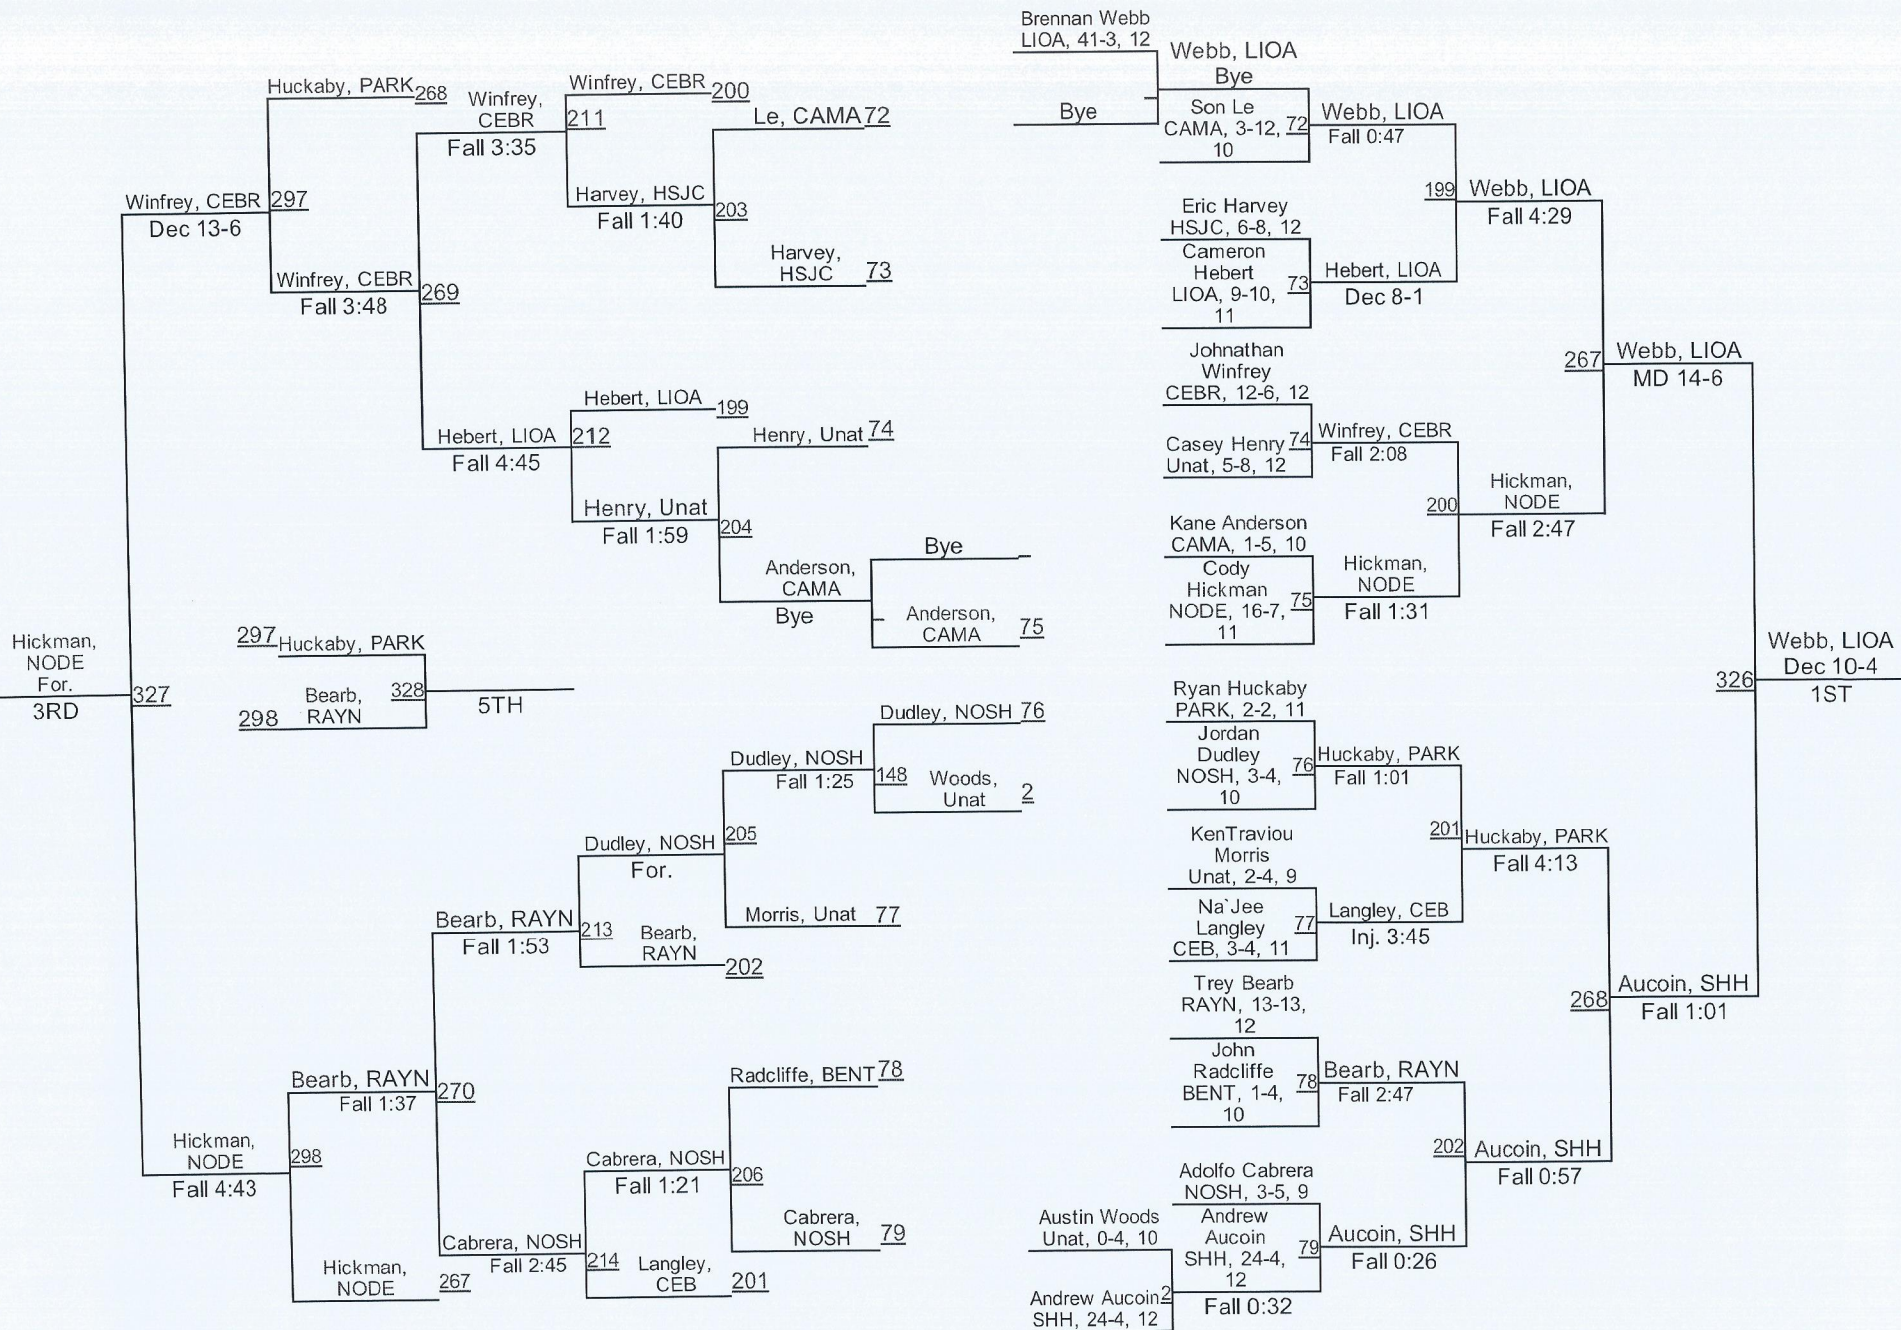 Brennan Webb
LIOA, 41-3, 12
Webb, LIOA
Bye
Bye
Son Le
CAMA, 3-12,
10
72
Webb, LIOA
Fall 0:47
Eric Harvey
HSJC, 6-8, 12
Cameron
Hebert
LIOA, 9-10,
11
73
Hebert, LIOA
Dec 8-1
199
Webb, LIOA
Fall 4:29
Johnathan
Winfrey
CEBR, 12-6, 12
Casey Henry
Unat, 5-8, 12
74
Winfrey, CEBR
Fall 2:08
Kane Anderson
CAMA, 1-5, 10
Cody
Hickman
NODE, 16-7,
11
75
Hickman,
NODE
Fall 1:31
200
Hickman,
NODE
Fall 2:47
267
Webb, LIOA
MD 14-6
Ryan Huckaby
PARK, 2-2, 11
Jordan
Dudley
NOSH, 3-4,
10
76
Huckaby, PARK
Fall 1:01
KenTraviou
Morris
Unat, 2-4, 9
Na`Jee
Langley
CEB, 3-4, 11
77
Langley, CEB
Inj. 3:45
201
Huckaby, PARK
Fall 4:13
Trey Bearb
RAYN, 13-13,
12
John
Radcliffe
BENT, 1-4,
10
78
Bearb, RAYN
Fall 2:47
Adolfo Cabrera
NOSH, 3-5, 9
Austin Woods
Unat, 0-4, 10
Andrew Aucoin
SHH, 24-4, 12
2
Andrew
Aucoin
SHH, 24-4,
12
Fall 0:32
79
Aucoin, SHH
Fall 0:26
202
Aucoin, SHH
Fall 0:57
268
Aucoin, SHH
Fall 1:01
326
Webb, LIOA
Dec 10-4
1ST
Huckaby, PARK
268
Winfrey,
CEBR
Fall 3:35
Winfrey, CEBR
200
211
Le, CAMA
72
Harvey, HSJC
Fall 1:40
203
Harvey,
HSJC
73
Winfrey, CEBR
Dec 13-6
297
Winfrey, CEBR
Fall 3:48
269
Hebert, LIOA
199
Hebert, LIOA
Fall 4:45
212
Henry, Unat
74
Henry, Unat
Fall 1:59
204
Bye
Anderson,
CAMA
Bye
Anderson,
CAMA
75
Hickman,
NODE
For.
3RD
327
297
Huckaby, PARK
298
Bearb,
RAYN
328
5TH
Dudley, NOSH
76
Dudley, NOSH
Fall 1:25
148
Woods,
Unat
2
Dudley, NOSH
For.
205
Morris, Unat
77
Bearb, RAYN
Fall 1:53
213
Bearb,
RAYN
202
Bearb, RAYN
Fall 1:37
270
Radcliffe, BENT
78
Cabrera, NOSH
Fall 1:21
206
Cabrera,
NOSH
79
Hickman,
NODE
Fall 4:43
298
Cabrera, NOSH
Fall 2:45
214
Langley,
CEB
201
Hickman,
NODE
267